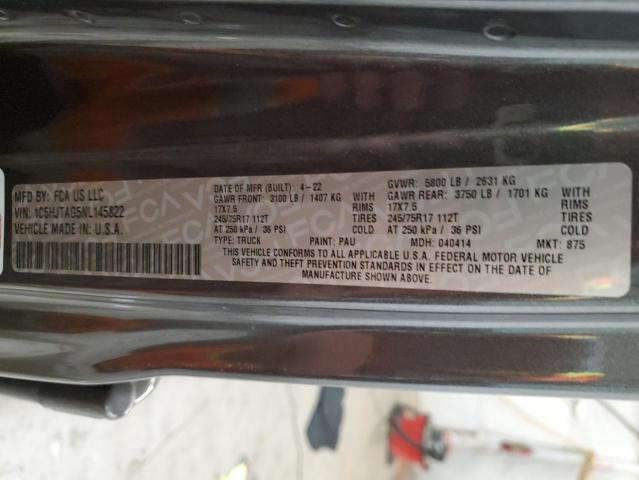 MFD BY: FCA US LLC
VIN: 1C6HJTAG5NL145822
VEHICLE MADE IN U.S.A.
DATE OF MFR (BUILT): 4-22 GVWR: 5800 LB / 2631 KG
GAWR FRONT: 3100 LB / 1407 KG WITH GAWR REAR: 3750 LB / 1701 KG WITH
17X7.5 RIMS 17X7.5 RIMS
245/75R17 112T TIRES 245/75R17 112T TIRES
AT 250 kPa / 36 PSI COLD AT 250 kPa / 36 PSI COLD
TYPE: TRUCK PAINT: PAU MDH: 040414 MKT: 875
THIS VEHICLE CONFORMS TO ALL APPLICABLE U.S.A. FEDERAL MOTOR VEHICLE
SAFETY AND THEFT PREVENTION STANDARDS IN EFFECT ON THE DATE OF
MANUFACTURE SHOWN ABOVE.